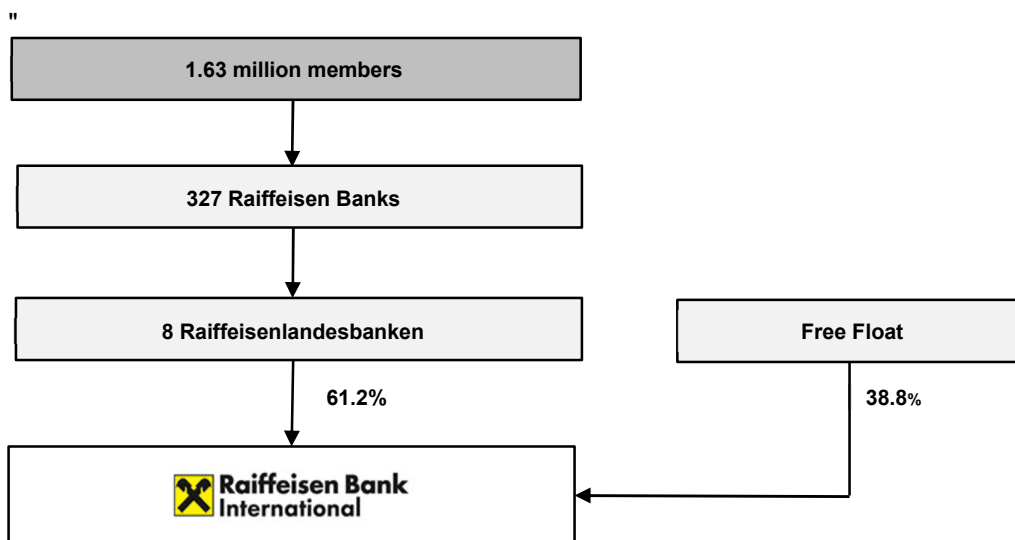 "
1.63 million members
327 Raiffeisen Banks
8 Raiffeisenlandesbanken
Free Float
61.2%
38.8%
Raiffeisen Bank
International